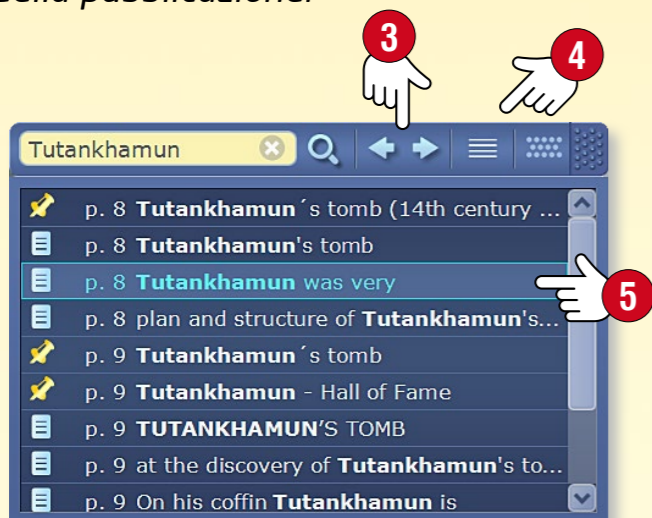 della pubblicazione.
3
4
Tutankhamun
p. 8 Tutankhamun´s tomb (14th century ...
p. 8 Tutankhamun's tomb
p. 8 Tutankhamun was very
5
p. 8 plan and structure of Tutankhamun's...
p. 9 Tutankhamun´s tomb
p. 9 Tutankhamun - Hall of Fame
p. 9 TUTANKHAMUN’S TOMB
p. 9 at the discovery of Tutankhamun's to...
p. 9 On his coffin Tutankhamun is